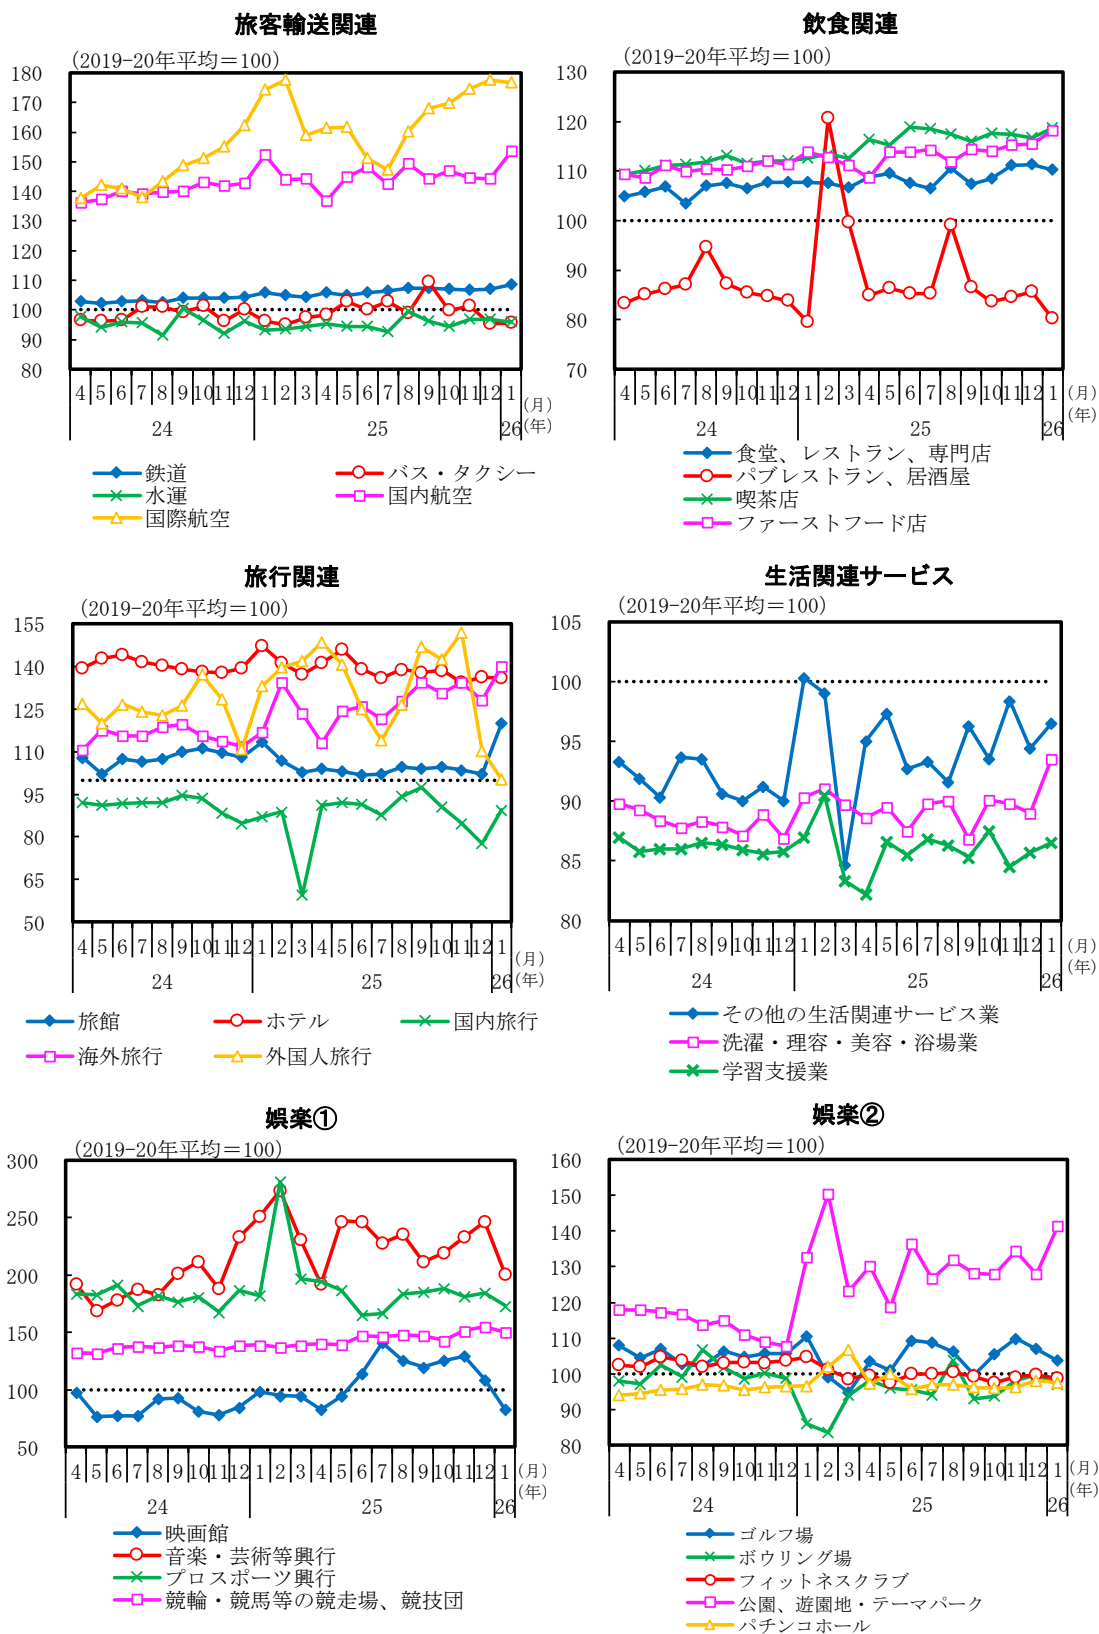 旅客輸送関連
(2019-20年平均＝100)
180
170
160
150
140
130
120
110
100
90
80
4 5 6 7 8 9 10 11 12 1 2 3 4 5 6 7 8 9 10 11 12 1 (月)
24 25 26 (年)
鉄道 バス・タクシー
水運 国内航空
国際航空
飲食関連
(2019-20年平均＝100)
130
120
110
100
90
80
70
4 5 6 7 8 9 10 11 12 1 2 3 4 5 6 7 8 9 10 11 12 1 (月)
24 25 26 (年)
食堂、レストラン、専門店
パブレストラン、居酒屋
喫茶店
ファーストフード店
旅行関連
(2019-20年平均＝100)
155
140
125
110
95
80
65
50
4 5 6 7 8 9 10 11 12 1 2 3 4 5 6 7 8 9 10 11 12 1 (月)
24 25 26 (年)
旅館 ホテル 国内旅行
海外旅行 外国人旅行
生活関連サービス
(2019-20年平均＝100)
105
100
95
90
85
80
4 5 6 7 8 9 10 11 12 1 2 3 4 5 6 7 8 9 10 11 12 1 (月)
24 25 26 (年)
その他の生活関連サービス業
洗濯・理容・美容・浴場業
学習支援業
娯楽①
(2019-20年平均＝100)
300
250
200
150
100
50
4 5 6 7 8 9 10 11 12 1 2 3 4 5 6 7 8 9 10 11 12 1 (月)
24 25 26 (年)
映画館
音楽・芸術等興行
プロスポーツ興行
競輪・競馬等の競走場、競技団
娯楽②
(2019-20年平均＝100)
160
150
140
130
120
110
100
90
80
4 5 6 7 8 9 10 11 12 1 2 3 4 5 6 7 8 9 10 11 12 1 (月)
24 25 26 (年)
ゴルフ場
ボウリング場
フィットネスクラブ
公園、遊園地・テーマパーク
パチンコホール